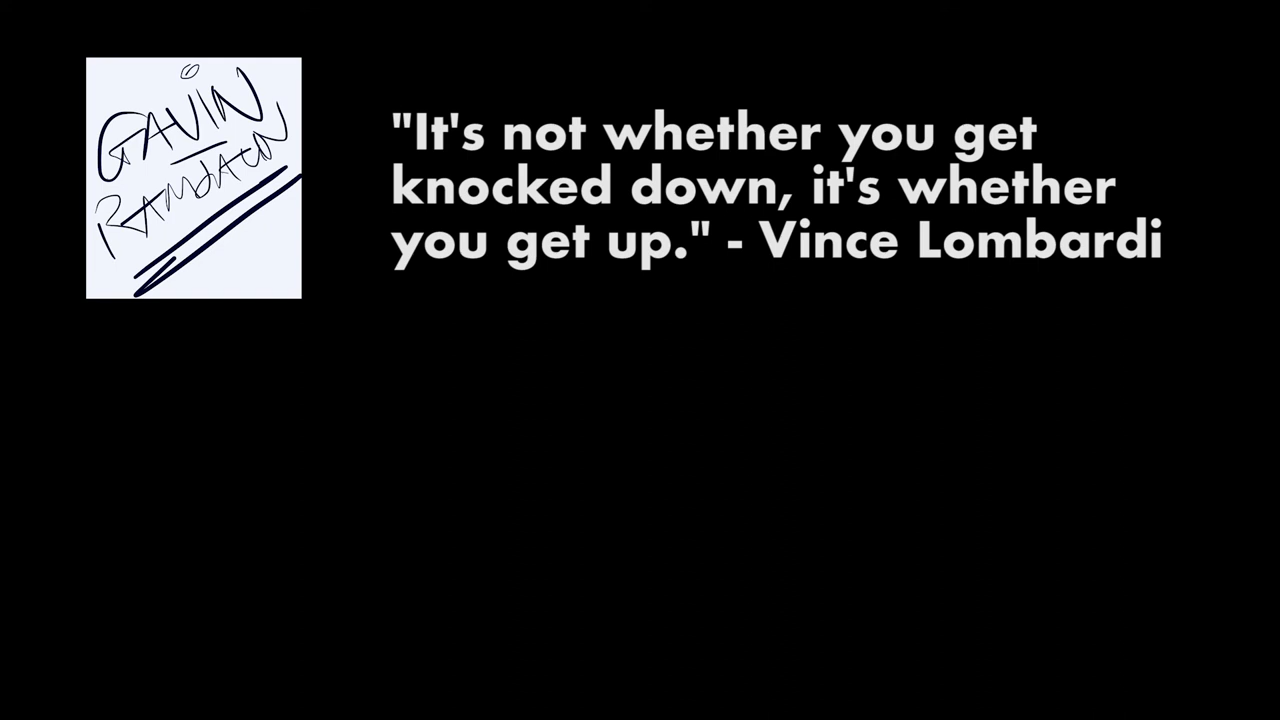 GAVIN
"It's not whether you get
knocked down, it's whether
you get up." - Vince Lombardi